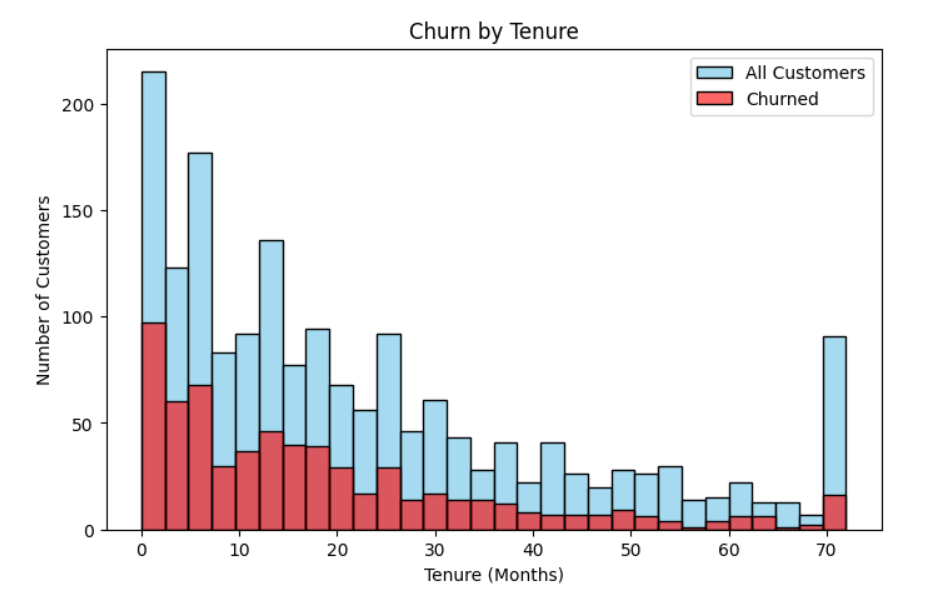 Churn by Tenure
All Customers
Churned
Number of Customers
200
150
100
50
0
0 10 20 30 40 50 60 70
Tenure (Months)